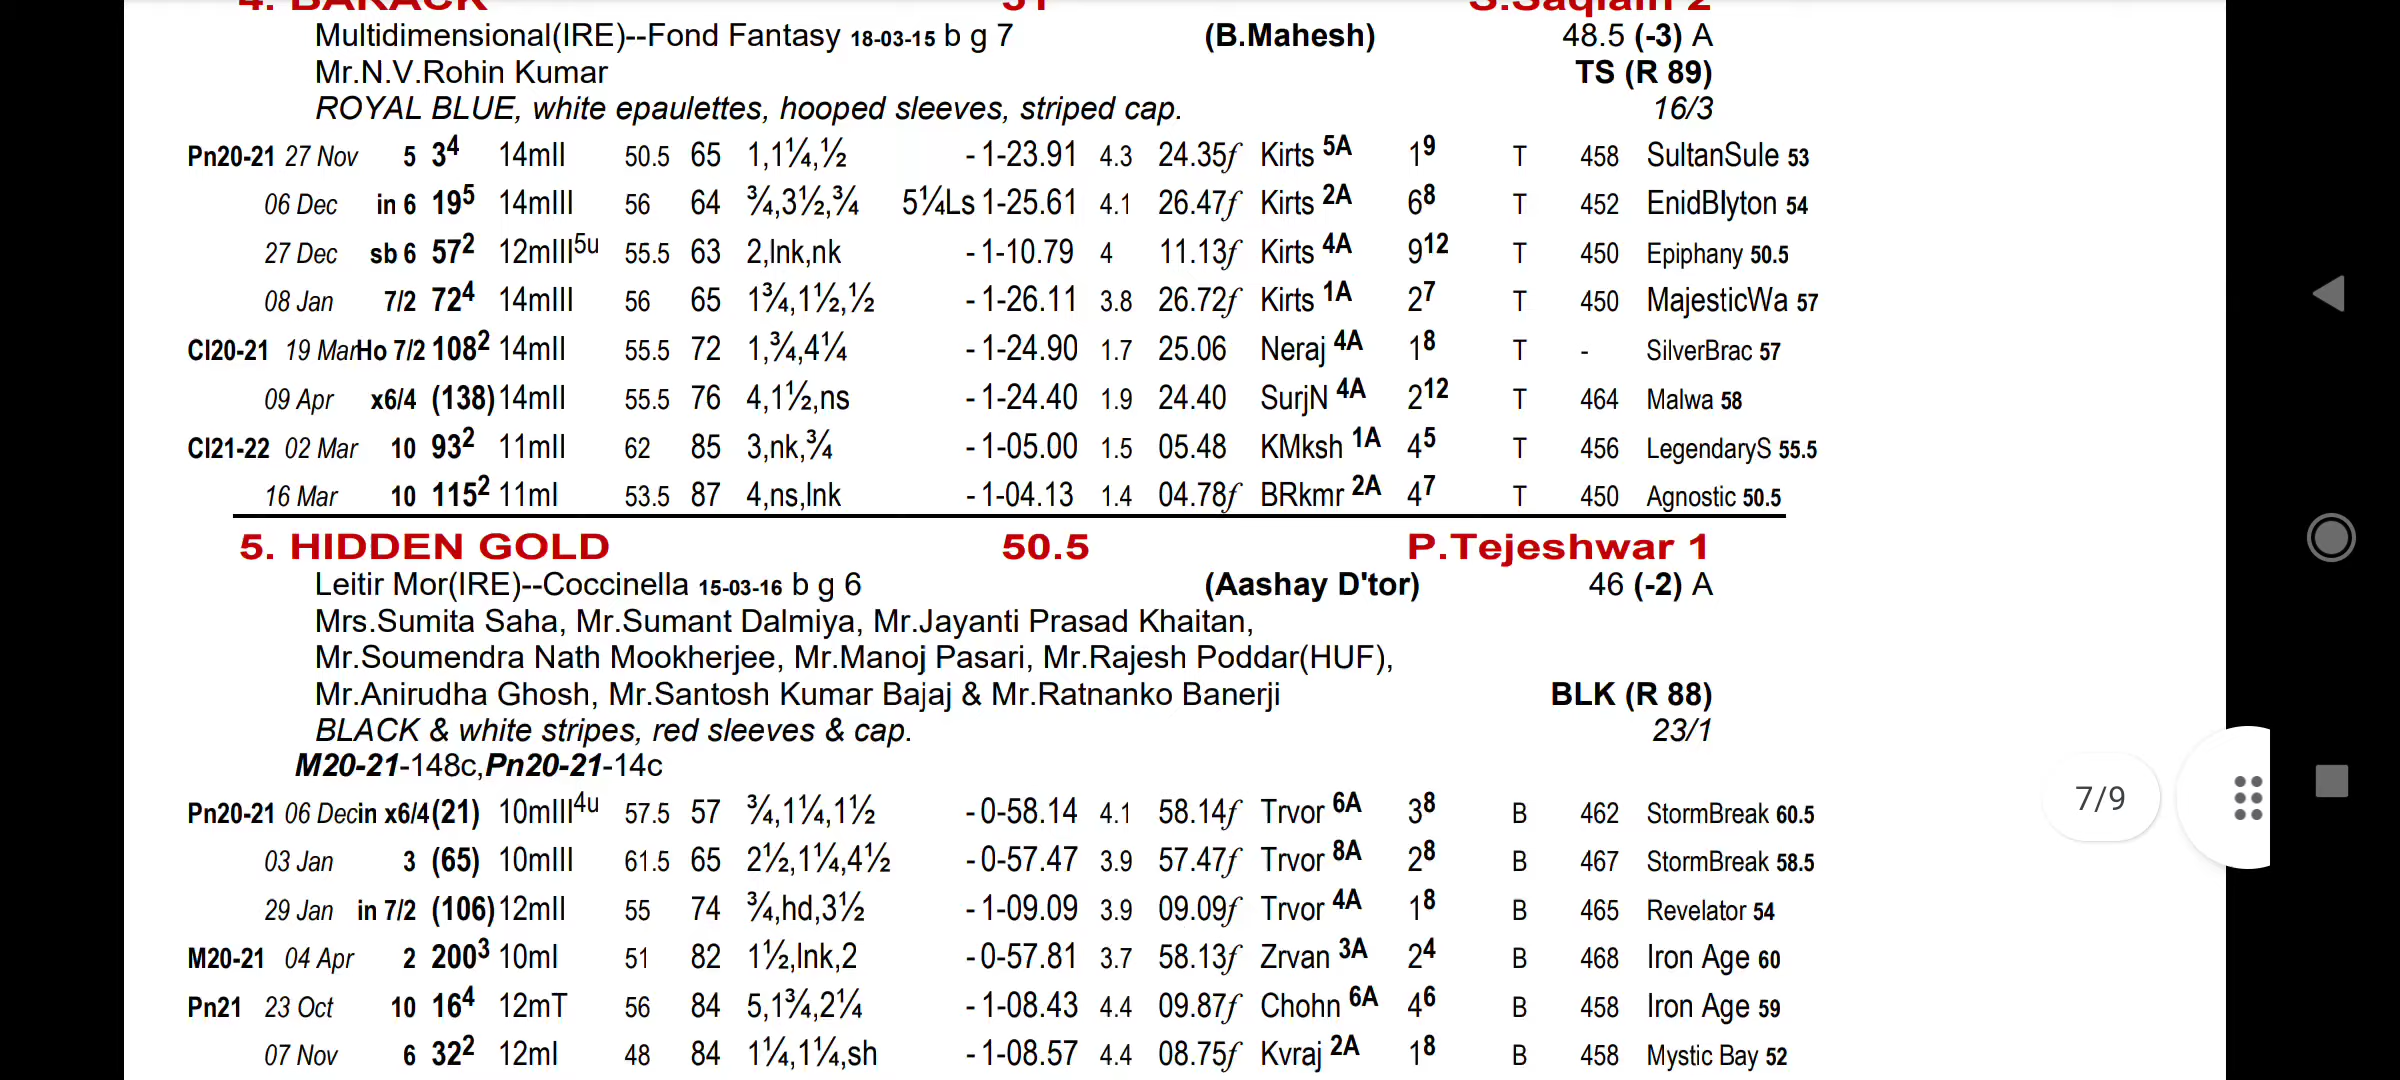 4. BARACK 51 S.Saqlain 2
Multidimensional(IRE)--Fond Fantasy 18-03-15 b g 7 (B.Mahesh) 48.5 (-3) A
Mr.N.V.Rohin Kumar TS (R 89)
ROYAL BLUE, white epaulettes, hooped sleeves, striped cap. 16/3
Pn20-21 27 Nov 5 3⁴ 14mII 50.5 65 1,1¼,½ - 1-23.91 4.3 24.35f Kirts 5A 1⁹ T 458 SultanSule 53
06 Dec in 6 19⁵ 14mIII 56 64 ¾,3½,¾ 5¼Ls 1-25.61 4.1 26.47f Kirts 2A 6⁸ T 452 EnidBlyton 54
27 Dec sb 6 57² 12mIII5u 55.5 63 2,lnk,nk - 1-10.79 4 11.13f Kirts 4A 9¹² T 450 Epiphany 50.5
08 Jan 7/2 72⁴ 14mIII 56 65 1¾,1½,½ - 1-26.11 3.8 26.72f Kirts 1A 2⁷ T 450 MajesticWa 57
Cl20-21 19 Mar Ho 7/2 108² 14mII 55.5 72 1,¾,4¼ - 1-24.90 1.7 25.06 Neraj 4A 1⁸ T - SilverBrac 57
09 Apr x6/4 (138) 14mII 55.5 76 4,1½,ns - 1-24.40 1.9 24.40 SurjN 4A 2¹² T 464 Malwa 58
Cl21-22 02 Mar 10 93² 11mII 62 85 3,nk,¾ - 1-05.00 1.5 05.48 KMksh 1A 4⁵ T 456 LegendaryS 55.5
16 Mar 10 115² 11mI 53.5 87 4,ns,lnk - 1-04.13 1.4 04.78f BRkmr 2A 4⁷ T 450 Agnostic 50.5
5. HIDDEN GOLD 50.5 P.Tejeshwar 1
Leitir Mor(IRE)--Coccinella 15-03-16 b g 6 (Aashay D'tor) 46 (-2) A
Mrs.Sumita Saha, Mr.Sumant Dalmiya, Mr.Jayanti Prasad Khaitan,
Mr.Soumendra Nath Mookherjee, Mr.Manoj Pasari, Mr.Rajesh Poddar(HUF),
Mr.Anirudha Ghosh, Mr.Santosh Kumar Bajaj & Mr.Ratnanko Banerji BLK (R 88)
BLACK & white stripes, red sleeves & cap. 23/1
M20-21-148c,Pn20-21-14c
Pn20-21 06 Dec in x6/4 (21) 10mIII4u 57.5 57 ¾,1¼,1½ - 0-58.14 4.1 58.14f Trvor 6A 3⁸ B 462 StormBreak 60.5
03 Jan 3 (65) 10mIII 61.5 65 2½,1¼,4½ - 0-57.47 3.9 57.47f Trvor 8A 2⁸ B 467 StormBreak 58.5
29 Jan in 7/2 (106) 12mII 55 74 ¾,hd,3½ - 1-09.09 3.9 09.09f Trvor 4A 1⁸ B 465 Revelator 54
M20-21 04 Apr 2 200³ 10mI 51 82 1½,lnk,2 - 0-57.81 3.7 58.13f Zrvan 3A 2⁴ B 468 Iron Age 60
Pn21 23 Oct 10 16⁴ 12mT 56 84 5,1¾,2¼ - 1-08.43 4.4 09.87f Chohn 6A 4⁶ B 458 Iron Age 59
07 Nov 6 32² 12mI 48 84 1¼,1¼,sh - 1-08.57 4.4 08.75f Kvraj 2A 1⁸ B 458 Mystic Bay 52
7/9